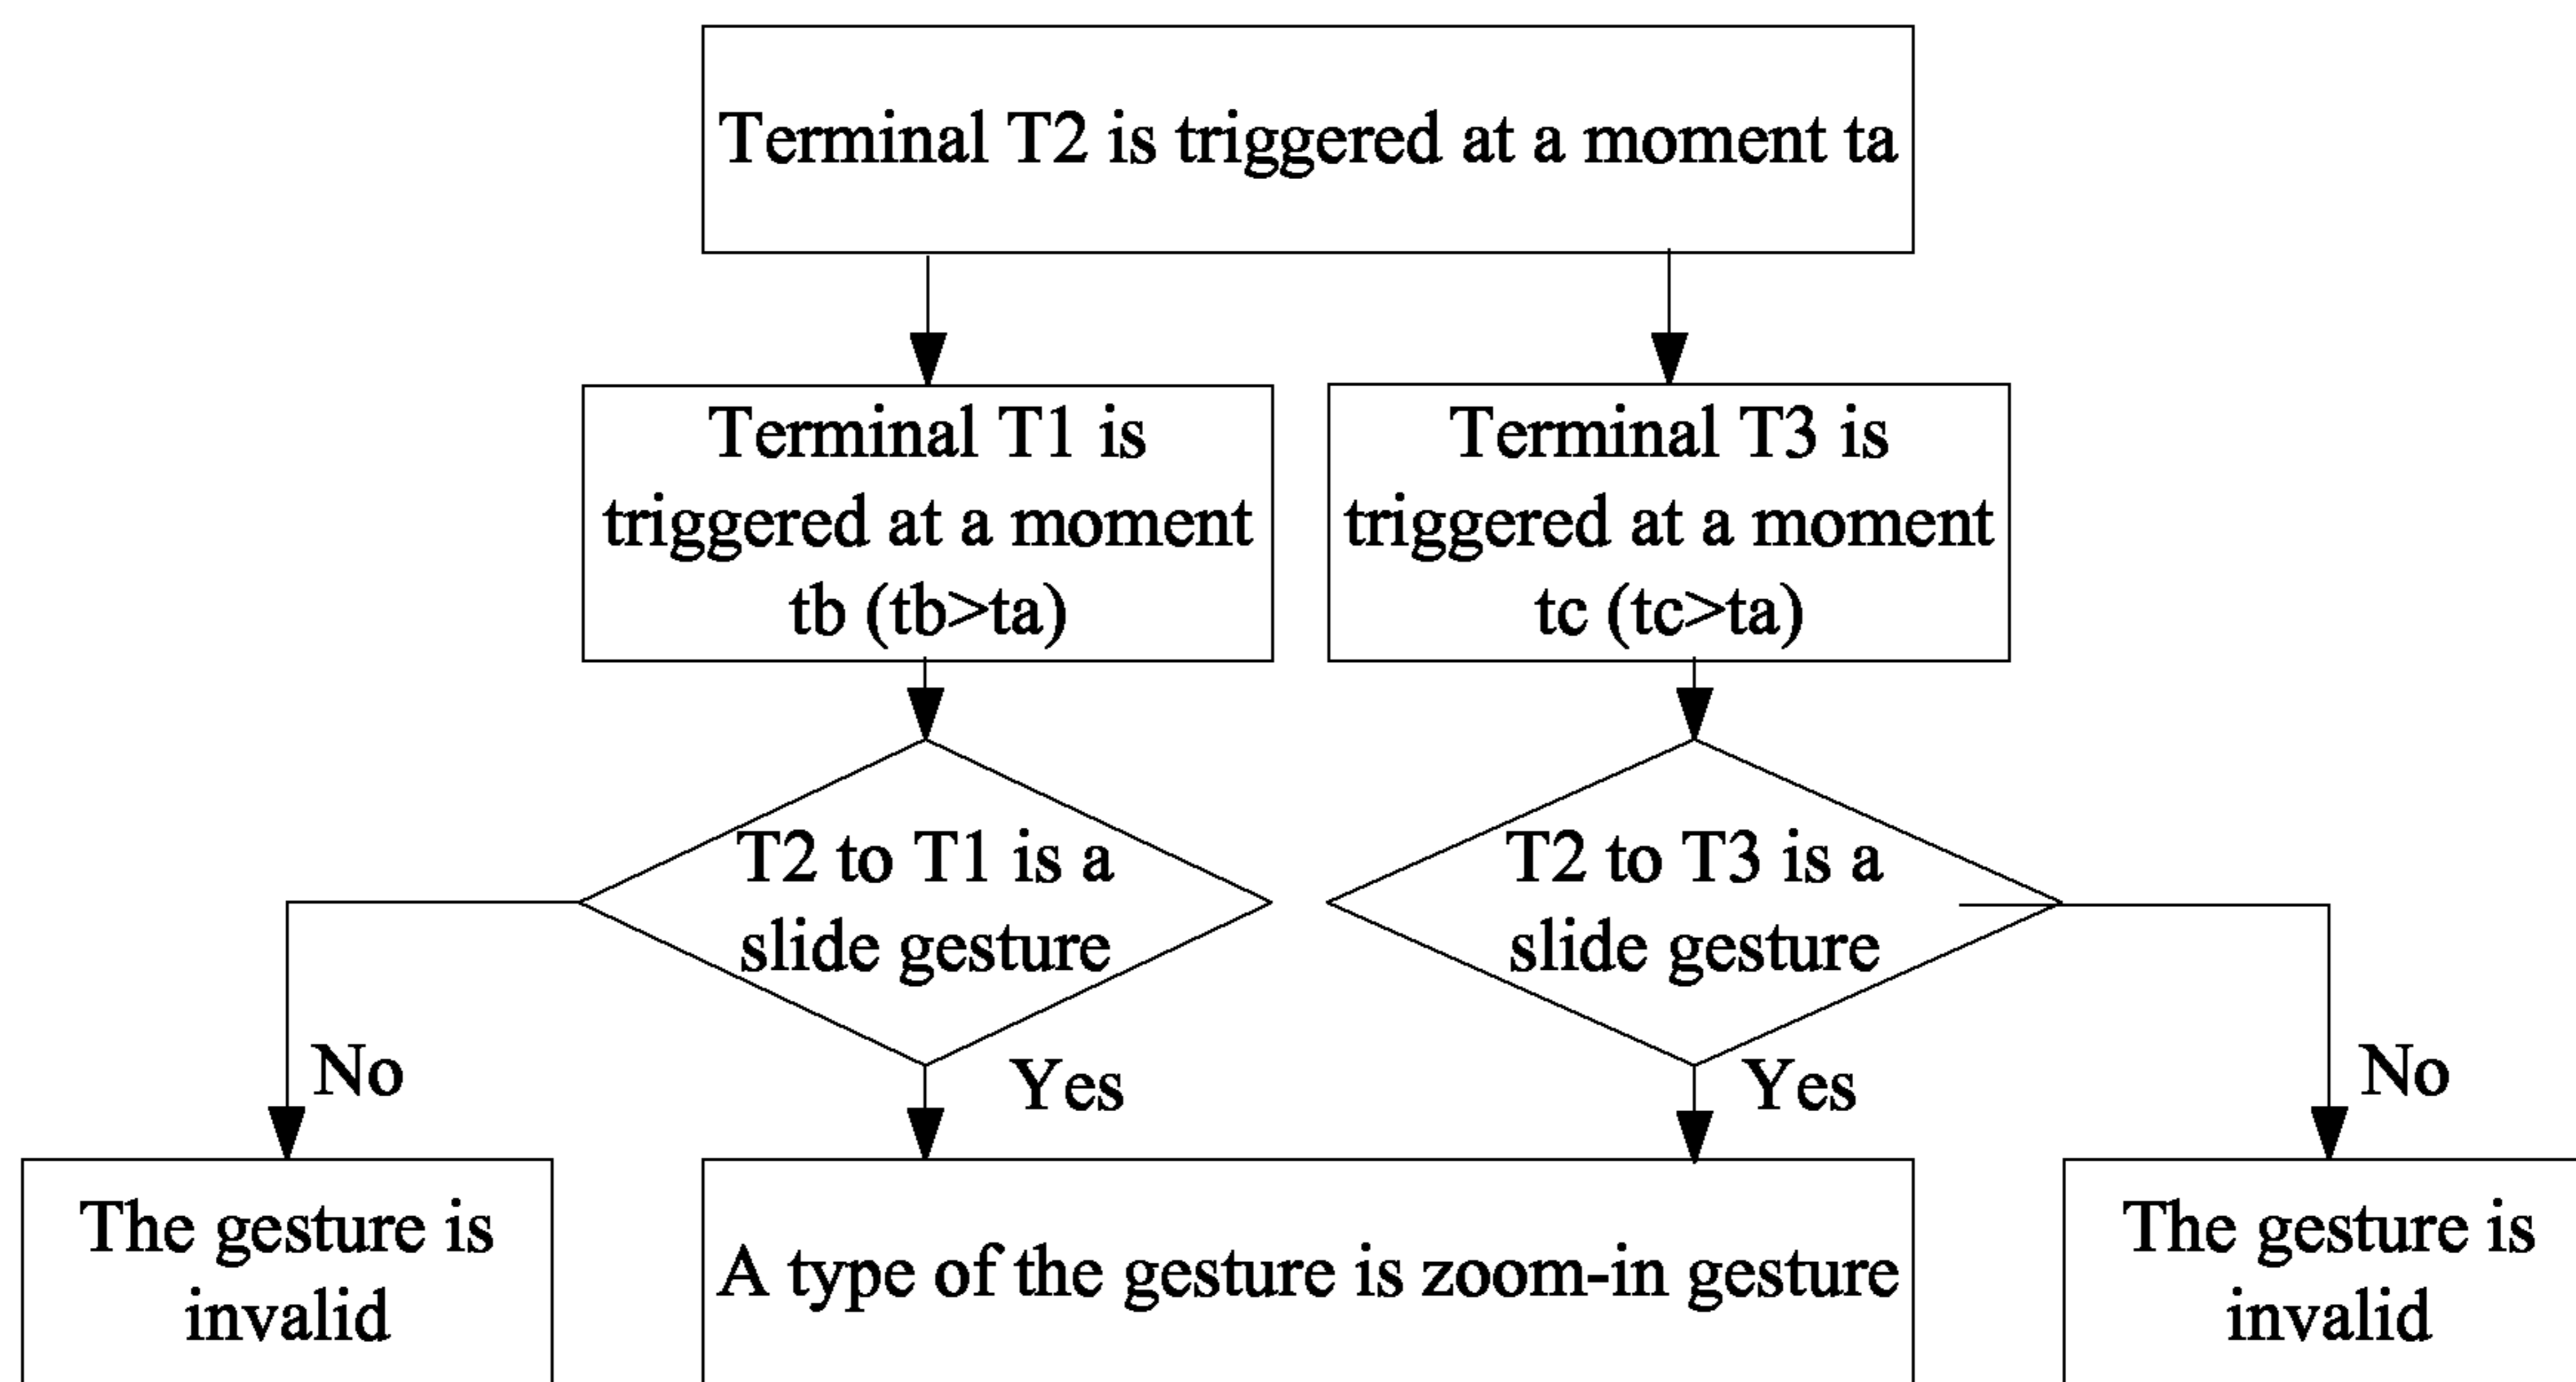 Terminal T2 is triggered at a moment ta
Terminal T1 is
triggered at a moment
tb (tb>ta)
Terminal T3 is
triggered at a moment
tc (tc>ta)
T2 to T1 is a
slide gesture
T2 to T3 is a
slide gesture
No
Yes
Yes
No
The gesture is
invalid
A type of the gesture is zoom-in gesture
The gesture is
invalid